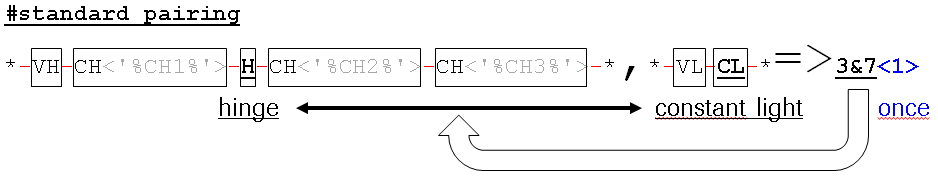 #standard pairing
*-VH-CH<'%CH1%'>-H-CH<'%CH2%'>-CH<'%CH3%'>-*,*-VL-CL-*=>3&7<1>
hinge constant light once